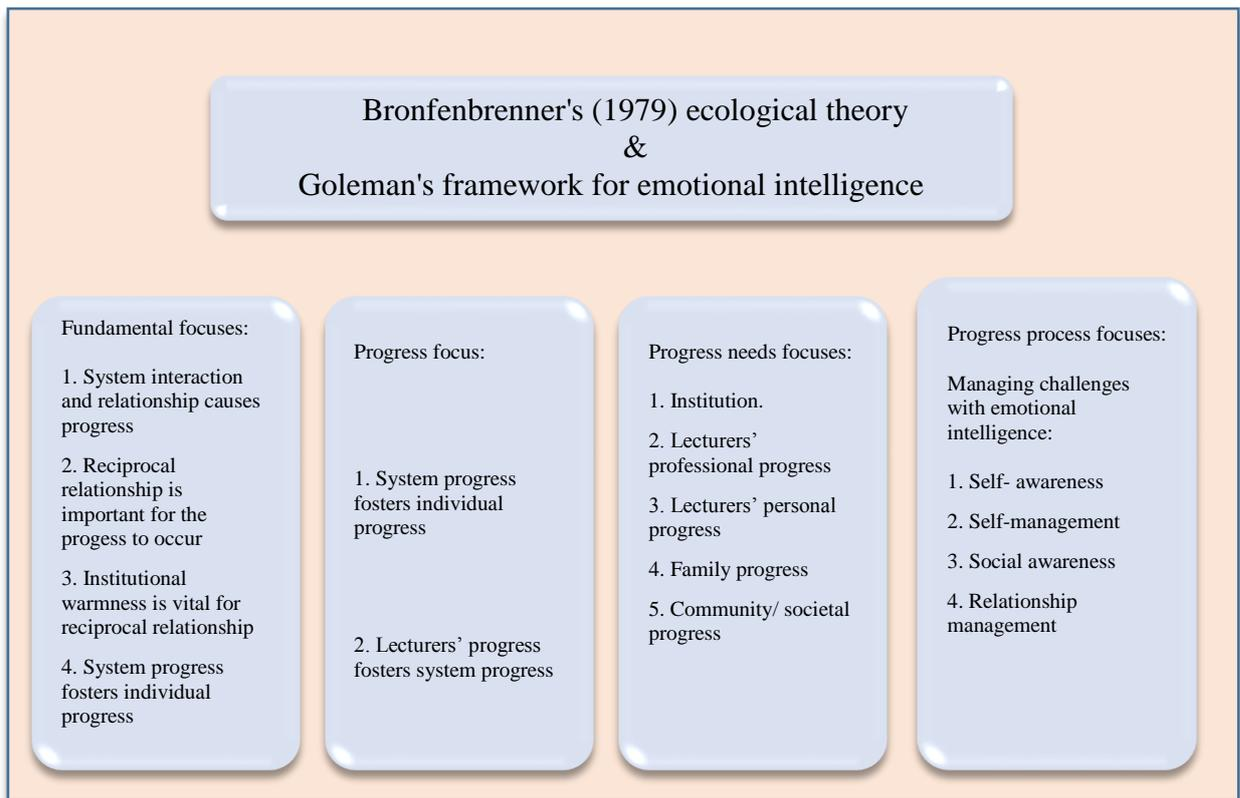 Bronfenbrenner's (1979) ecological theory
&
Goleman's framework for emotional intelligence
Fundamental focuses:
1. System interaction
and relationship causes
progress
2. Reciprocal
relationship is
important for the
progess to occur
3. Institutional
warmness is vital for
reciprocal relationship
4. System progress
fosters individual
progress
Progress focus:
1. System progress
fosters individual
progress
2. Lecturers’ progress
fosters system progress
Progress needs focuses:
1. Institution.
2. Lecturers’
professional progress
3. Lecturers’ personal
progress
4. Family progress
5. Community/ societal
progress
Progress process focuses:
Managing challenges
with emotional
intelligence:
1. Self- awareness
2. Self-management
3. Social awareness
4. Relationship
management